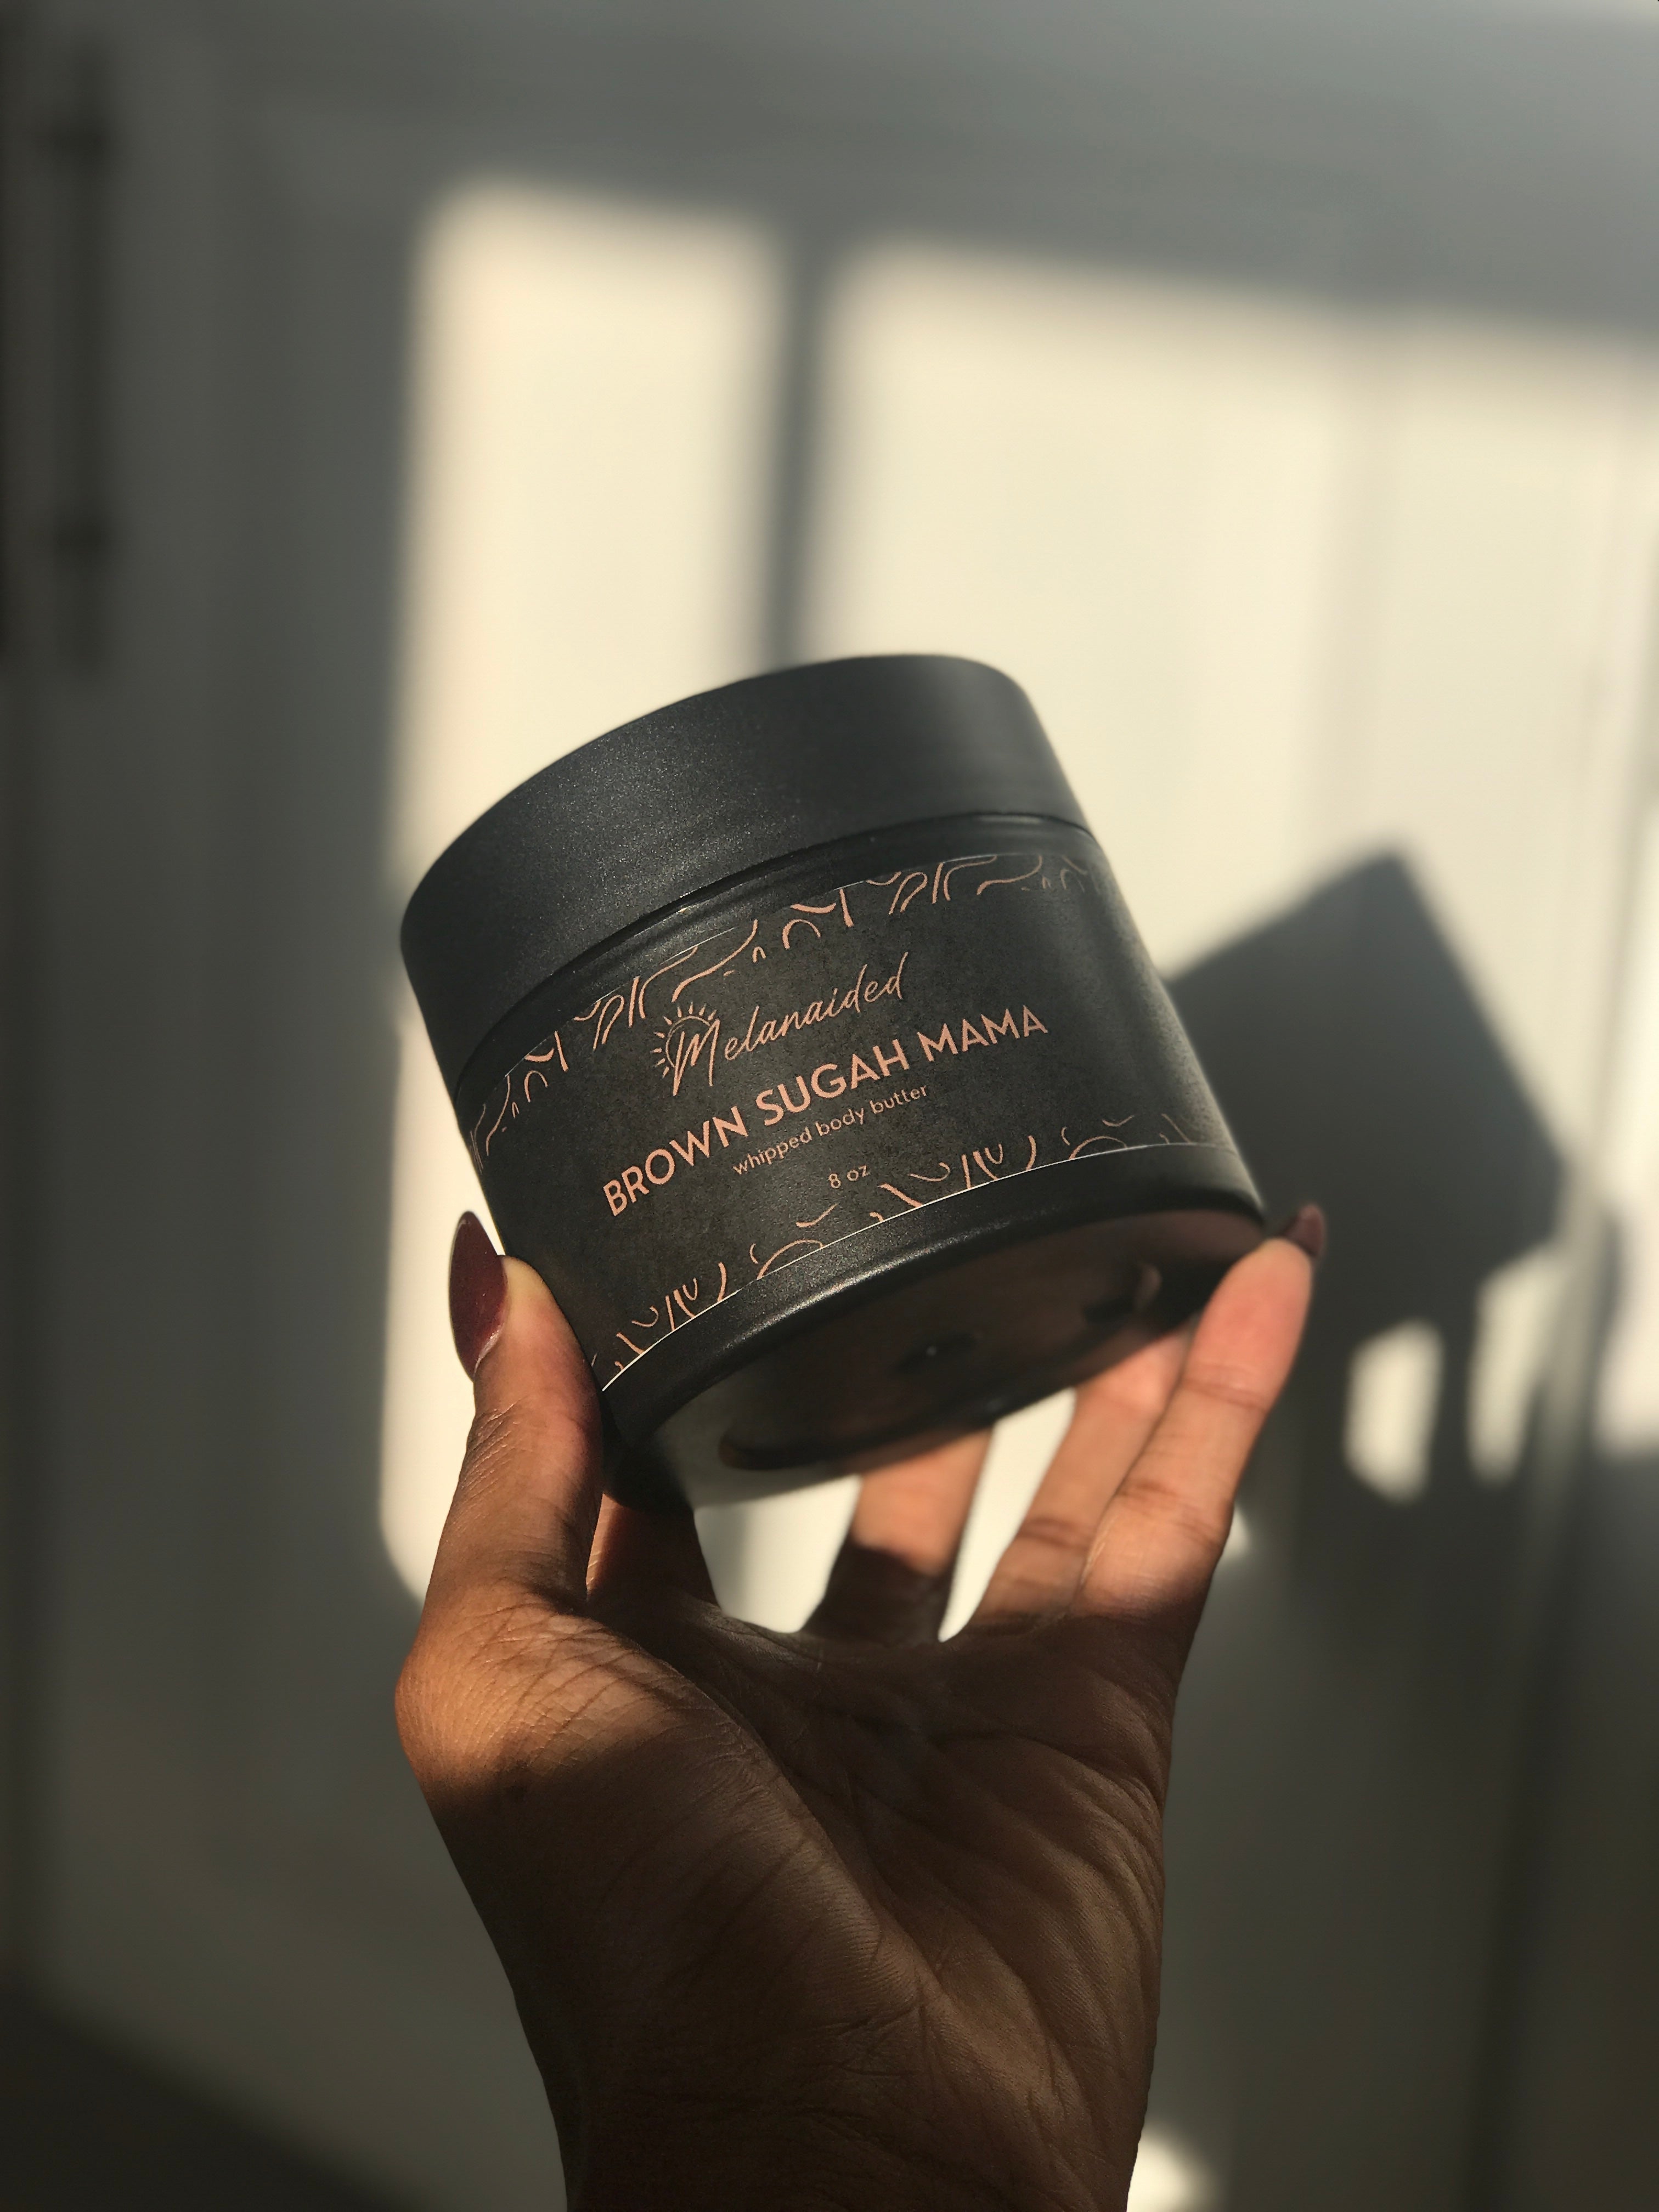 Melanaided
BROWN SUGAH MAMA
whipped body butter
8 oz